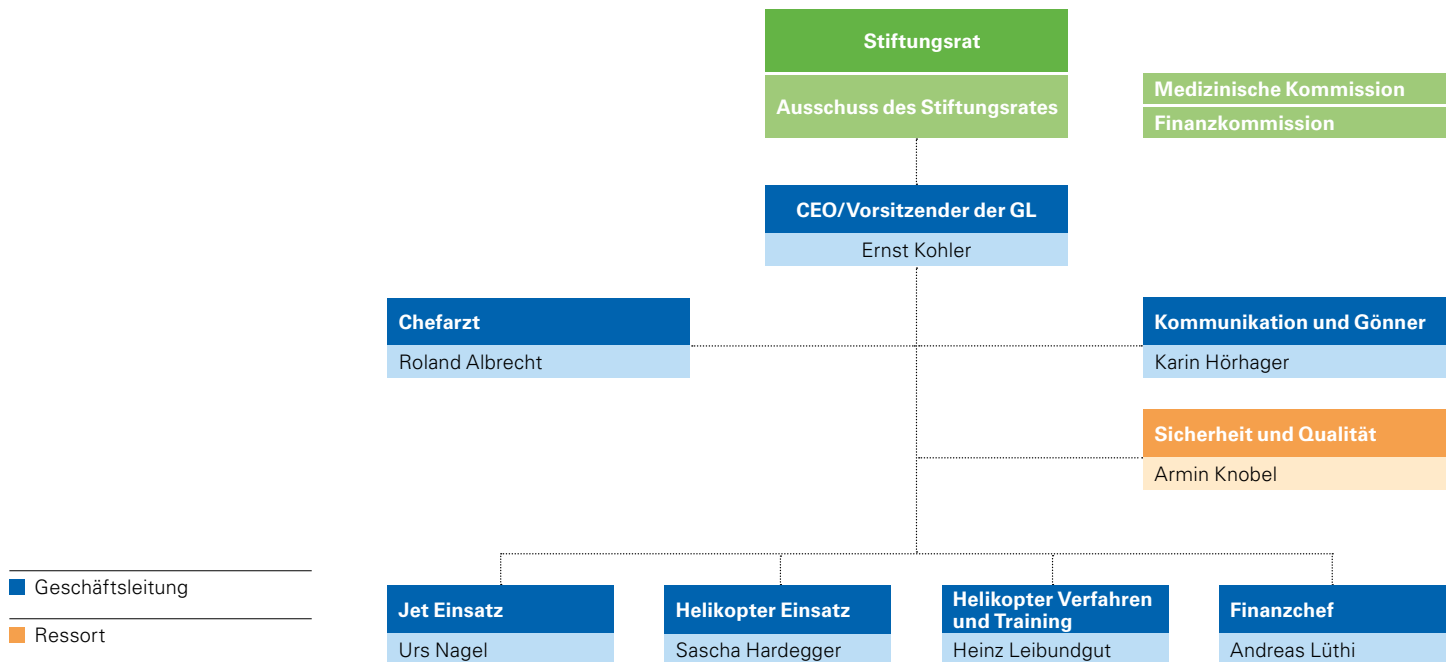 Stiftungsrat
Ausschuss des Stiftungsrates
Medizinische Kommission
Finanzkommission
CEO/Vorsitzender der GL
Ernst Kohler
Chefarzt
Roland Albrecht
Kommunikation und Gönner
Karin Hörhager
Sicherheit und Qualität
Armin Knobel
Geschäftsleitung
Ressort
Jet Einsatz
Urs Nagel
Helikopter Einsatz
Sascha Hardegger
Helikopter Verfahren
und Training
Heinz Leibundgut
Finanzchef
Andreas Lüthi